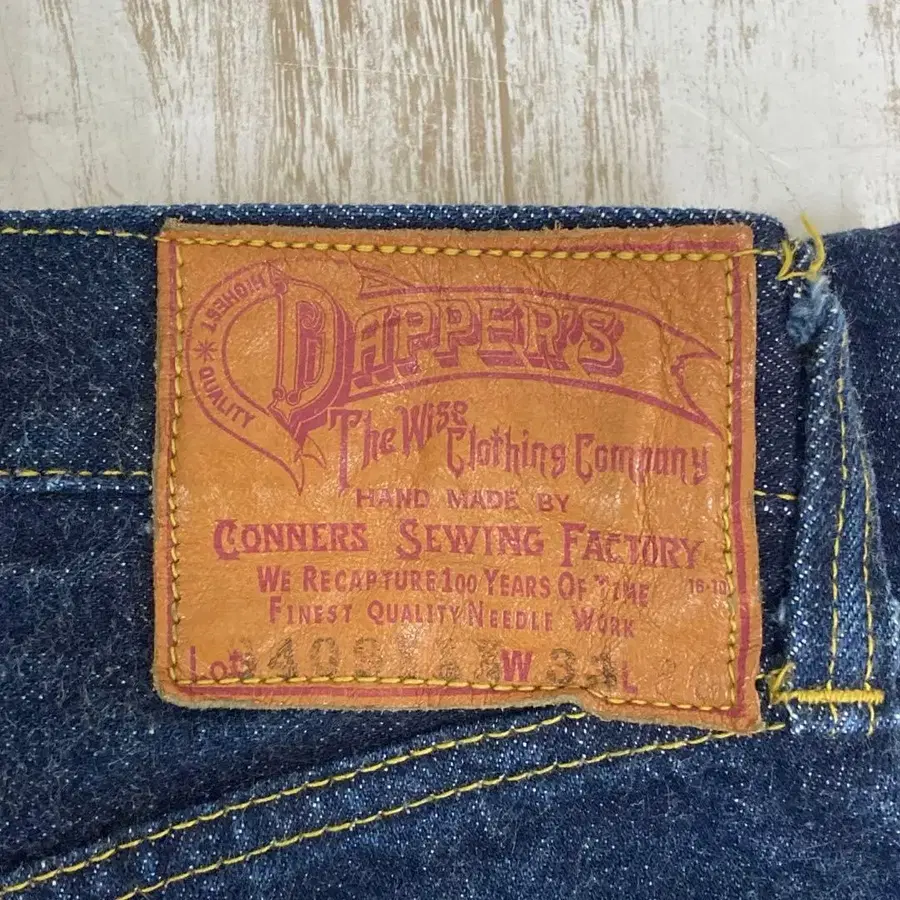 HIGHEST * QUALITY
DAPPER'S
The Wise
Clothing Company
HAND MADE BY
CONNERS SEWING FACTORY
WE RECAPTURE 100 YEARS OF TIME
FINEST QUALITY NEEDLE WORK
Lot W L